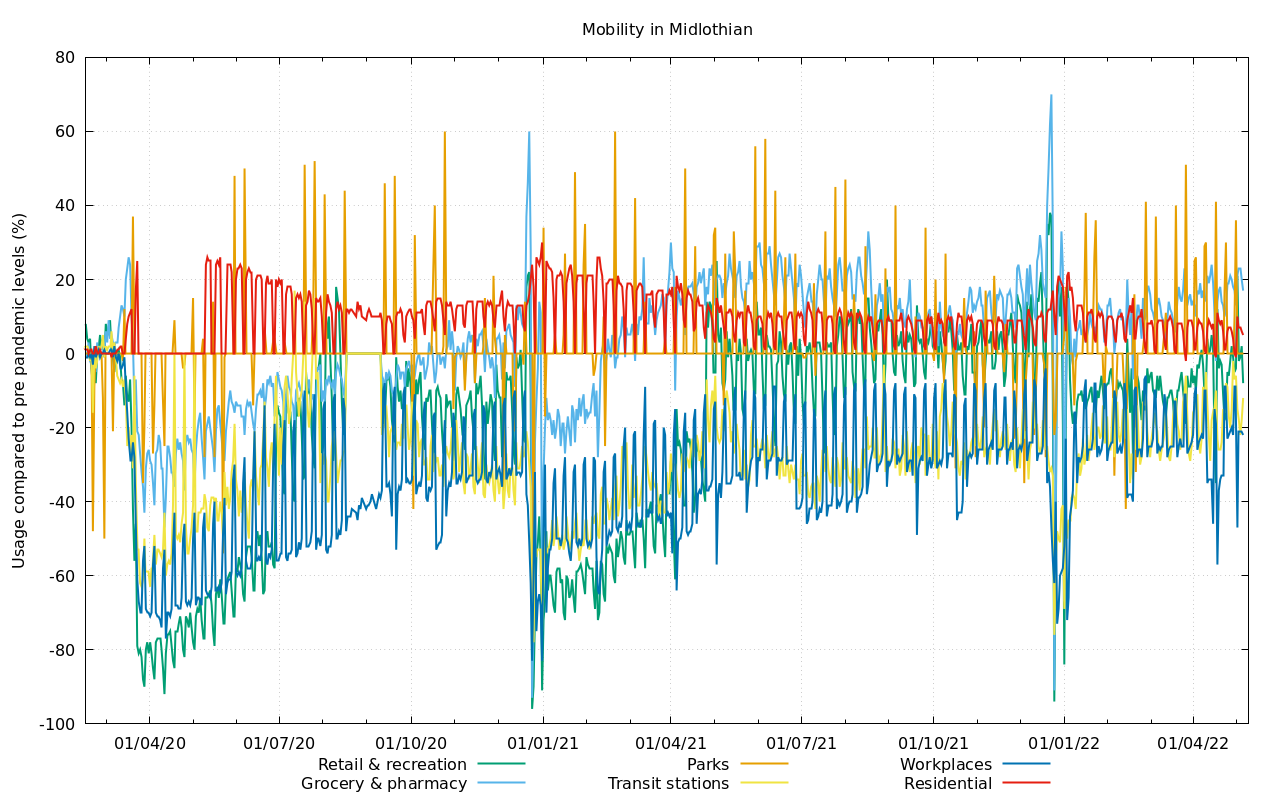 Mobility in Midlothian
Usage compared to pre pandemic levels (%)
80
60
40
20
0
-20
-40
-60
-80
-100
01/04/20 01/07/20 01/10/20 01/01/21 01/04/21 01/07/21 01/10/21 01/01/22 01/04/22
Retail & recreation Parks Workplaces
Grocery & pharmacy Transit stations Residential